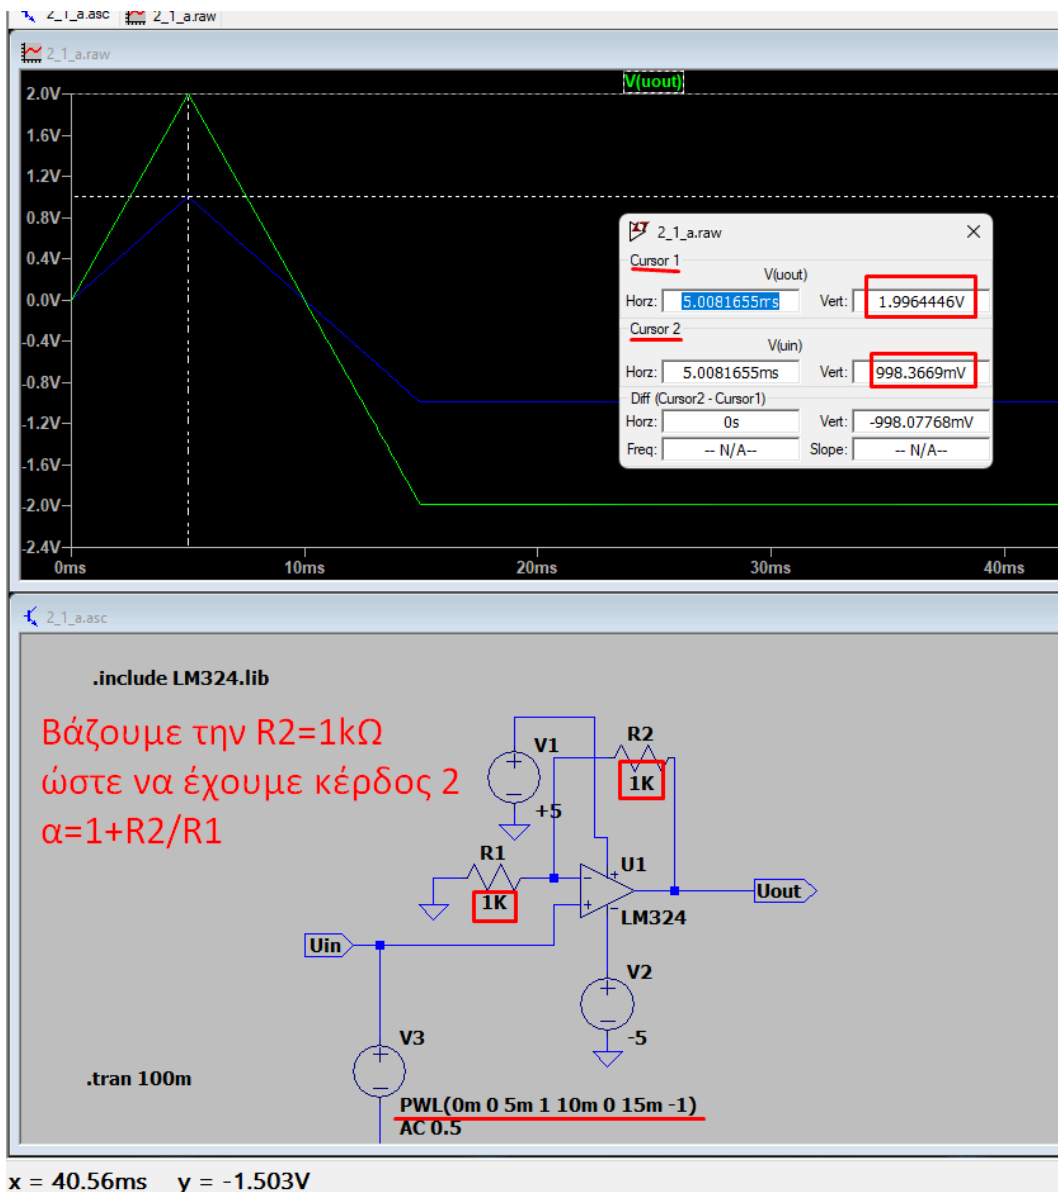 2_1_a.asc 2_1_a.raw
2_1_a.raw
V(uout)
2.0V
1.6V
1.2V
0.8V
0.4V
0.0V
-0.4V
-0.8V
-1.2V
-1.6V
-2.0V
-2.4V
0ms 10ms 20ms 30ms 40ms
2_1_a.raw
Cursor 1
V(uout)
Horz: 5.0081655ms Vert: 1.9964446V
Cursor 2
V(uin)
Horz: 5.0081655ms Vert: 998.3669mV
Diff (Cursor2 - Cursor1)
Horz: 0s Vert: -998.07768mV
Freq: -- N/A-- Slope: -- N/A--
2_1_a.asc
.include LM324.lib
Βάζουμε την R2=1kΩ
ώστε να έχουμε κέρδος 2
α=1+R2/R1
V1
+5
R2
1K
R1
1K
U1
LM324
Uout
Uin
V2
-5
V3
.tran 100m
PWL(0m 0 5m 1 10m 0 15m -1)
AC 0.5
x = 40.56ms y = -1.503V